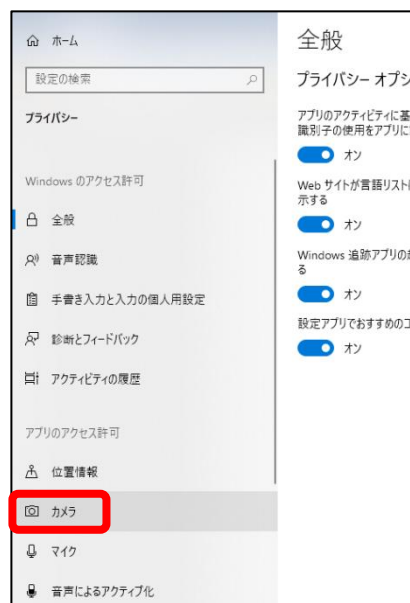 ホーム
設定の検索
プライバシー
Windows のアクセス許可
全般
音声認識
手書き入力と入力の個人用設定
診断とフィードバック
アクティビティの履歴
アプリのアクセス許可
位置情報
カメラ
マイク
音声によるアクティブ化
全般
プライバシー オプシ
アプリのアクティビティに基
識別子の使用をアプリに
オン
Web サイトが言語リスト
示する
オン
Windows 追跡アプリの
る
オン
設定アプリでおすすめの
オン